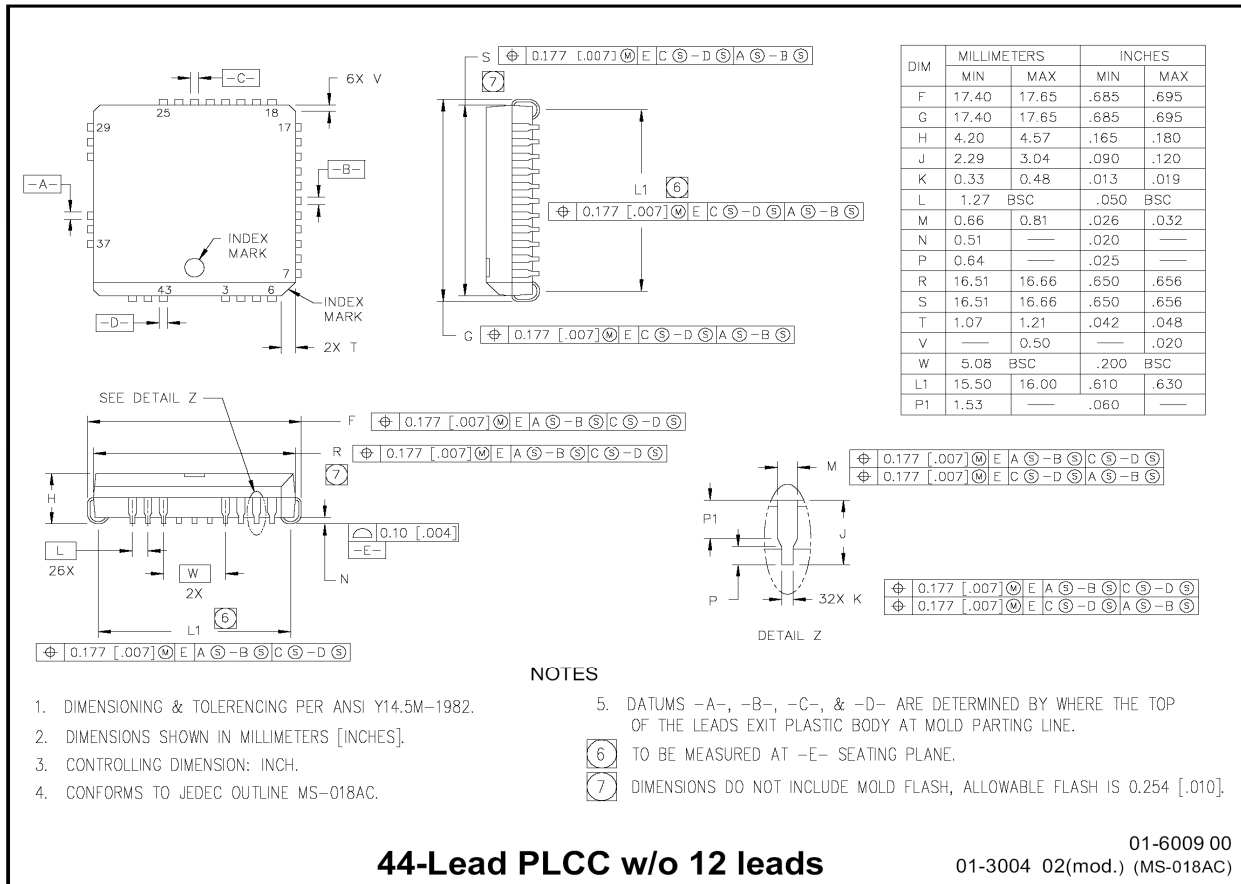 -C-
6X V
25
18
29
17
-A-
-B-
37
INDEX
MARK
7
43
3
6
INDEX
MARK
-D-
2X T
S ⌖ 0.177 [.007]Ⓜ E C Ⓢ-D Ⓢ A Ⓢ-B Ⓢ
7
L1 6
⌖ 0.177 [.007]Ⓜ E C Ⓢ-D Ⓢ A Ⓢ-B Ⓢ
G ⌖ 0.177 [.007]Ⓜ E C Ⓢ-D Ⓢ A Ⓢ-B Ⓢ
DIM MILLIMETERS INCHES
MIN MAX MIN MAX
F 17.40 17.65 .685 .695
G 17.40 17.65 .685 .695
H 4.20 4.57 .165 .180
J 2.29 3.04 .090 .120
K 0.33 0.48 .013 .019
L 1.27 BSC .050 BSC
M 0.66 0.81 .026 .032
N 0.51 — .020 —
P 0.64 — .025 —
R 16.51 16.66 .650 .656
S 16.51 16.66 .650 .656
T 1.07 1.21 .042 .048
V — 0.50 — .020
W 5.08 BSC .200 BSC
L1 15.50 16.00 .610 .630
P1 1.53 — .060 —
SEE DETAIL Z
F ⌖ 0.177 [.007]Ⓜ E A Ⓢ-B Ⓢ C Ⓢ-D Ⓢ
R ⌖ 0.177 [.007]Ⓜ E A Ⓢ-B Ⓢ C Ⓢ-D Ⓢ
7
H
⌓ 0.10 [.004]
-E-
L
26X
W
2X
N
6
L1
⌖ 0.177 [.007]Ⓜ E A Ⓢ-B Ⓢ C Ⓢ-D Ⓢ
M ⌖ 0.177 [.007]Ⓜ E A Ⓢ-B Ⓢ C Ⓢ-D Ⓢ
⌖ 0.177 [.007]Ⓜ E C Ⓢ-D Ⓢ A Ⓢ-B Ⓢ
P1
J
P
32X K
⌖ 0.177 [.007]Ⓜ E A Ⓢ-B Ⓢ C Ⓢ-D Ⓢ
⌖ 0.177 [.007]Ⓜ E C Ⓢ-D Ⓢ A Ⓢ-B Ⓢ
DETAIL Z
NOTES
1. DIMENSIONING & TOLERENCING PER ANSI Y14.5M-1982.
2. DIMENSIONS SHOWN IN MILLIMETERS [INCHES].
3. CONTROLLING DIMENSION: INCH.
4. CONFORMS TO JEDEC OUTLINE MS-018AC.
5. DATUMS -A-, -B-, -C-, & -D- ARE DETERMINED BY WHERE THE TOP
OF THE LEADS EXIT PLASTIC BODY AT MOLD PARTING LINE.
6 TO BE MEASURED AT -E- SEATING PLANE.
7 DIMENSIONS DO NOT INCLUDE MOLD FLASH, ALLOWABLE FLASH IS 0.254 [.010].
44-Lead PLCC w/o 12 leads
01-6009 00
01-3004 02(mod.) (MS-018AC)